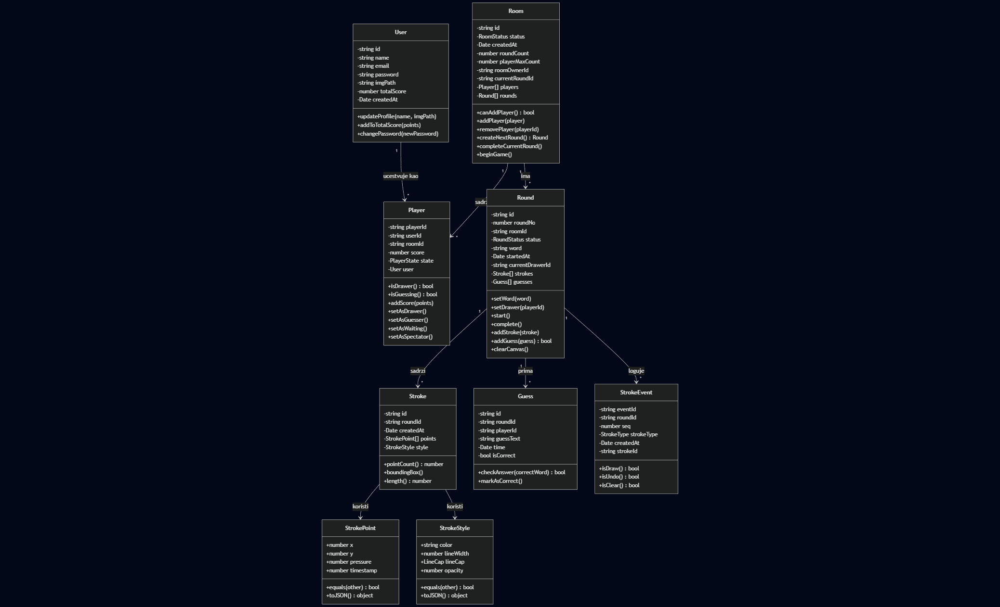 Room
-string id
-RoomStatus status
-Date createdAt
-number roundCount
-number playerMaxCount
-string roomOwnerId
-string currentRoundId
-Player[] players
-Round[] rounds
+canAddPlayer() : bool
+addPlayer(player)
+removePlayer(playerId)
+createNextRound() : Round
+completeCurrentRound()
+beginGame()
User
-string id
-string name
-string email
-string password
-string imgPath
-number totalScore
-Date createdAt
+updateProfile(name, imgPath)
+addToTotalScore(points)
+changePassword(newPassword)
1
ucestvuje kao
*
1
sadrz
*
1
ima
*
Player
-string playerId
-string userId
-string roomId
-number score
-PlayerState state
-User user
+isDrawer() : bool
+isGuessing() : bool
+addScore(points)
+setAsDrawer()
+setAsGuesser()
+setAsWaiting()
+setAsSpectator()
Round
-string id
-number roundNo
-string roomId
-RoundStatus status
-string word
-Date startedAt
-string currentDrawerId
-Stroke[] strokes
-Guess[] guesses
+setWord(word)
+setDrawer(playerId)
+start()
+complete()
+addStroke(stroke)
+addGuess(guess) : bool
+clearCanvas()
1
sadrzi
*
1
prima
*
1
loguje
*
Stroke
-string id
-string roundId
-Date createdAt
-StrokePoint[] points
-StrokeStyle style
+pointCount() : number
+boundingBox()
+length() : number
Guess
-string id
-string roundId
-string playerId
-string guessText
-Date time
-bool isCorrect
+checkAnswer(correctWord) : bool
+markAsCorrect()
StrokeEvent
-string eventId
-string roundId
-number seq
-StrokeType strokeType
-Date createdAt
-string strokeId
+isDraw() : bool
+isUndo() : bool
+isClear() : bool
koristi
koristi
StrokePoint
+number x
+number y
+number pressure
+number timestamp
+equals(other) : bool
+toJSON() : object
StrokeStyle
+string color
+number lineWidth
+LineCap lineCap
+number opacity
+equals(other) : bool
+toJSON() : object